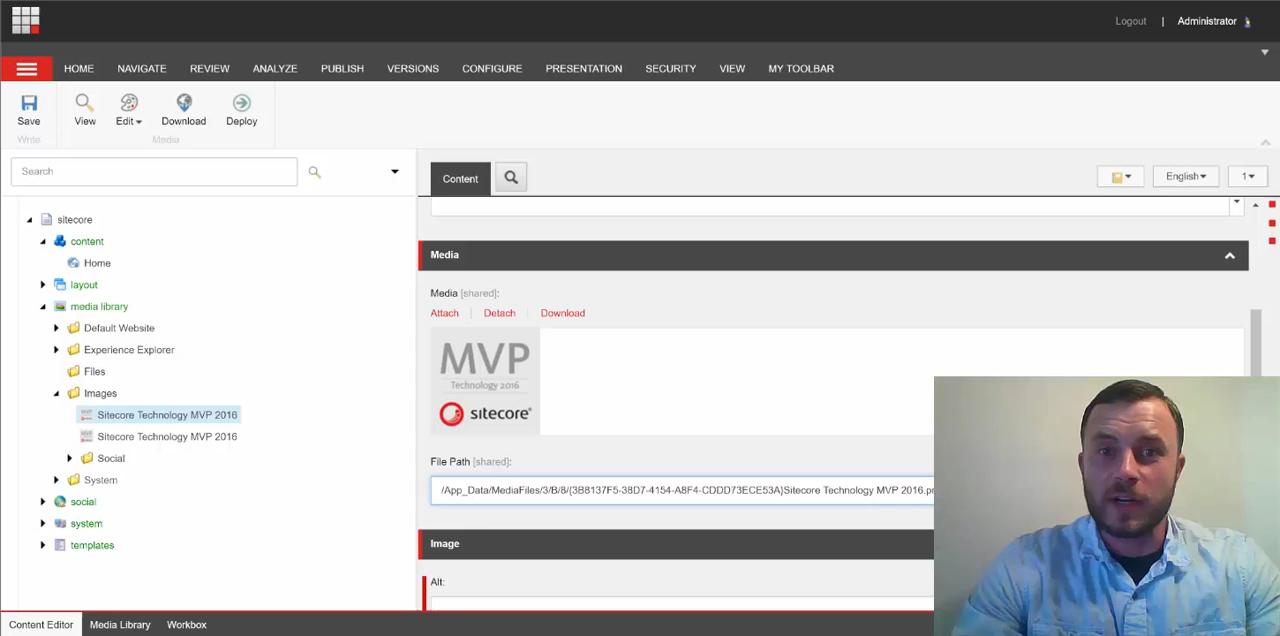 Logout | Administrator
HOME NAVIGATE REVIEW ANALYZE PUBLISH VERSIONS CONFIGURE PRESENTATION SECURITY VIEW MY TOOLBAR
Save View Edit Download Deploy
Write Media
Search
Content English 1
sitecore
content
Home
layout
media library
Default Website
Experience Explorer
Files
Images
Sitecore Technology MVP 2016
Sitecore Technology MVP 2016
Social
System
social
system
templates
Media
Media [shared]:
Attach | Detach | Download
MVP
Technology 2016
sitecore
File Path [shared]:
/App_Data/MediaFiles/3/B/8/{3B8137F5-38D7-4154-A8F4-CDDD73ECE53A}Sitecore Technology MVP 2016.pn
Image
Alt:
Content Editor Media Library Workbox